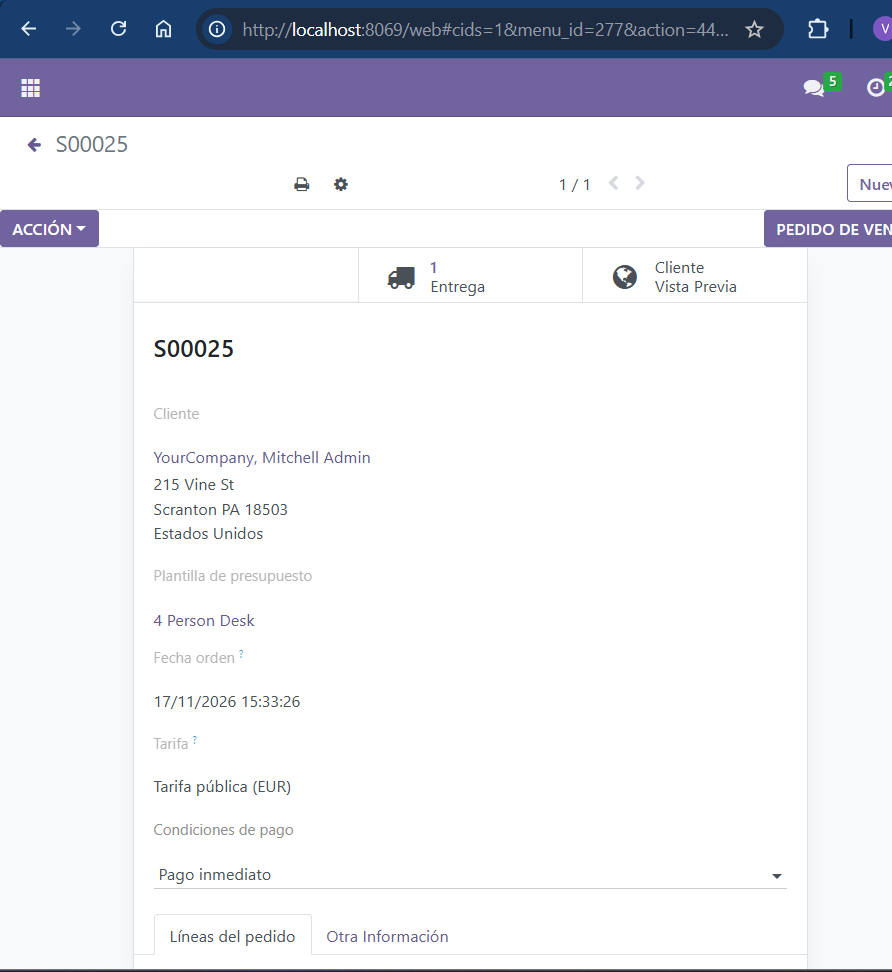 http://localhost:8069/web#cids=1&menu_id=277&action=44...
V
5
2
S00025
1 / 1
Nuev
ACCIÓN
PEDIDO DE VEN
1
Entrega
Cliente
Vista Previa
S00025
Cliente
YourCompany, Mitchell Admin
215 Vine St
Scranton PA 18503
Estados Unidos
Plantilla de presupuesto
4 Person Desk
Fecha orden ?
17/11/2026 15:33:26
Tarifa ?
Tarifa pública (EUR)
Condiciones de pago
Pago inmediato
Líneas del pedido
Otra Información